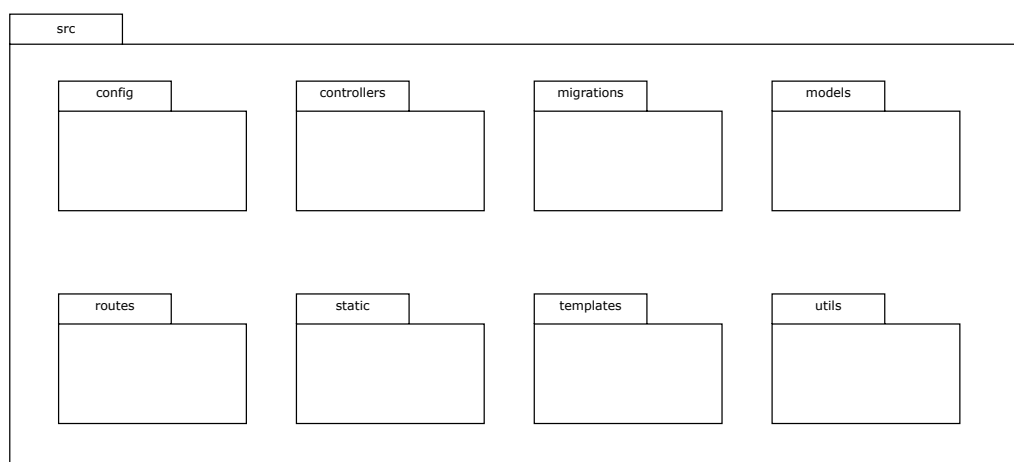 src
config controllers migrations models
routes static templates utils